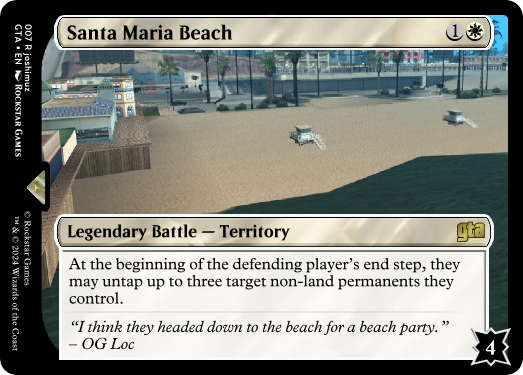 Santa Maria Beach 1
Legendary Battle — Territory gta
At the beginning of the defending player's end step, they
may untap up to three target non-land permanents they
control.
“I think they headed down to the beach for a beach party.”
– OG Loc
4
007 R joshimuz
GTA • EN Rockstar Games
© Rockstar Games
™ & © 2024 Wizards of the Coast